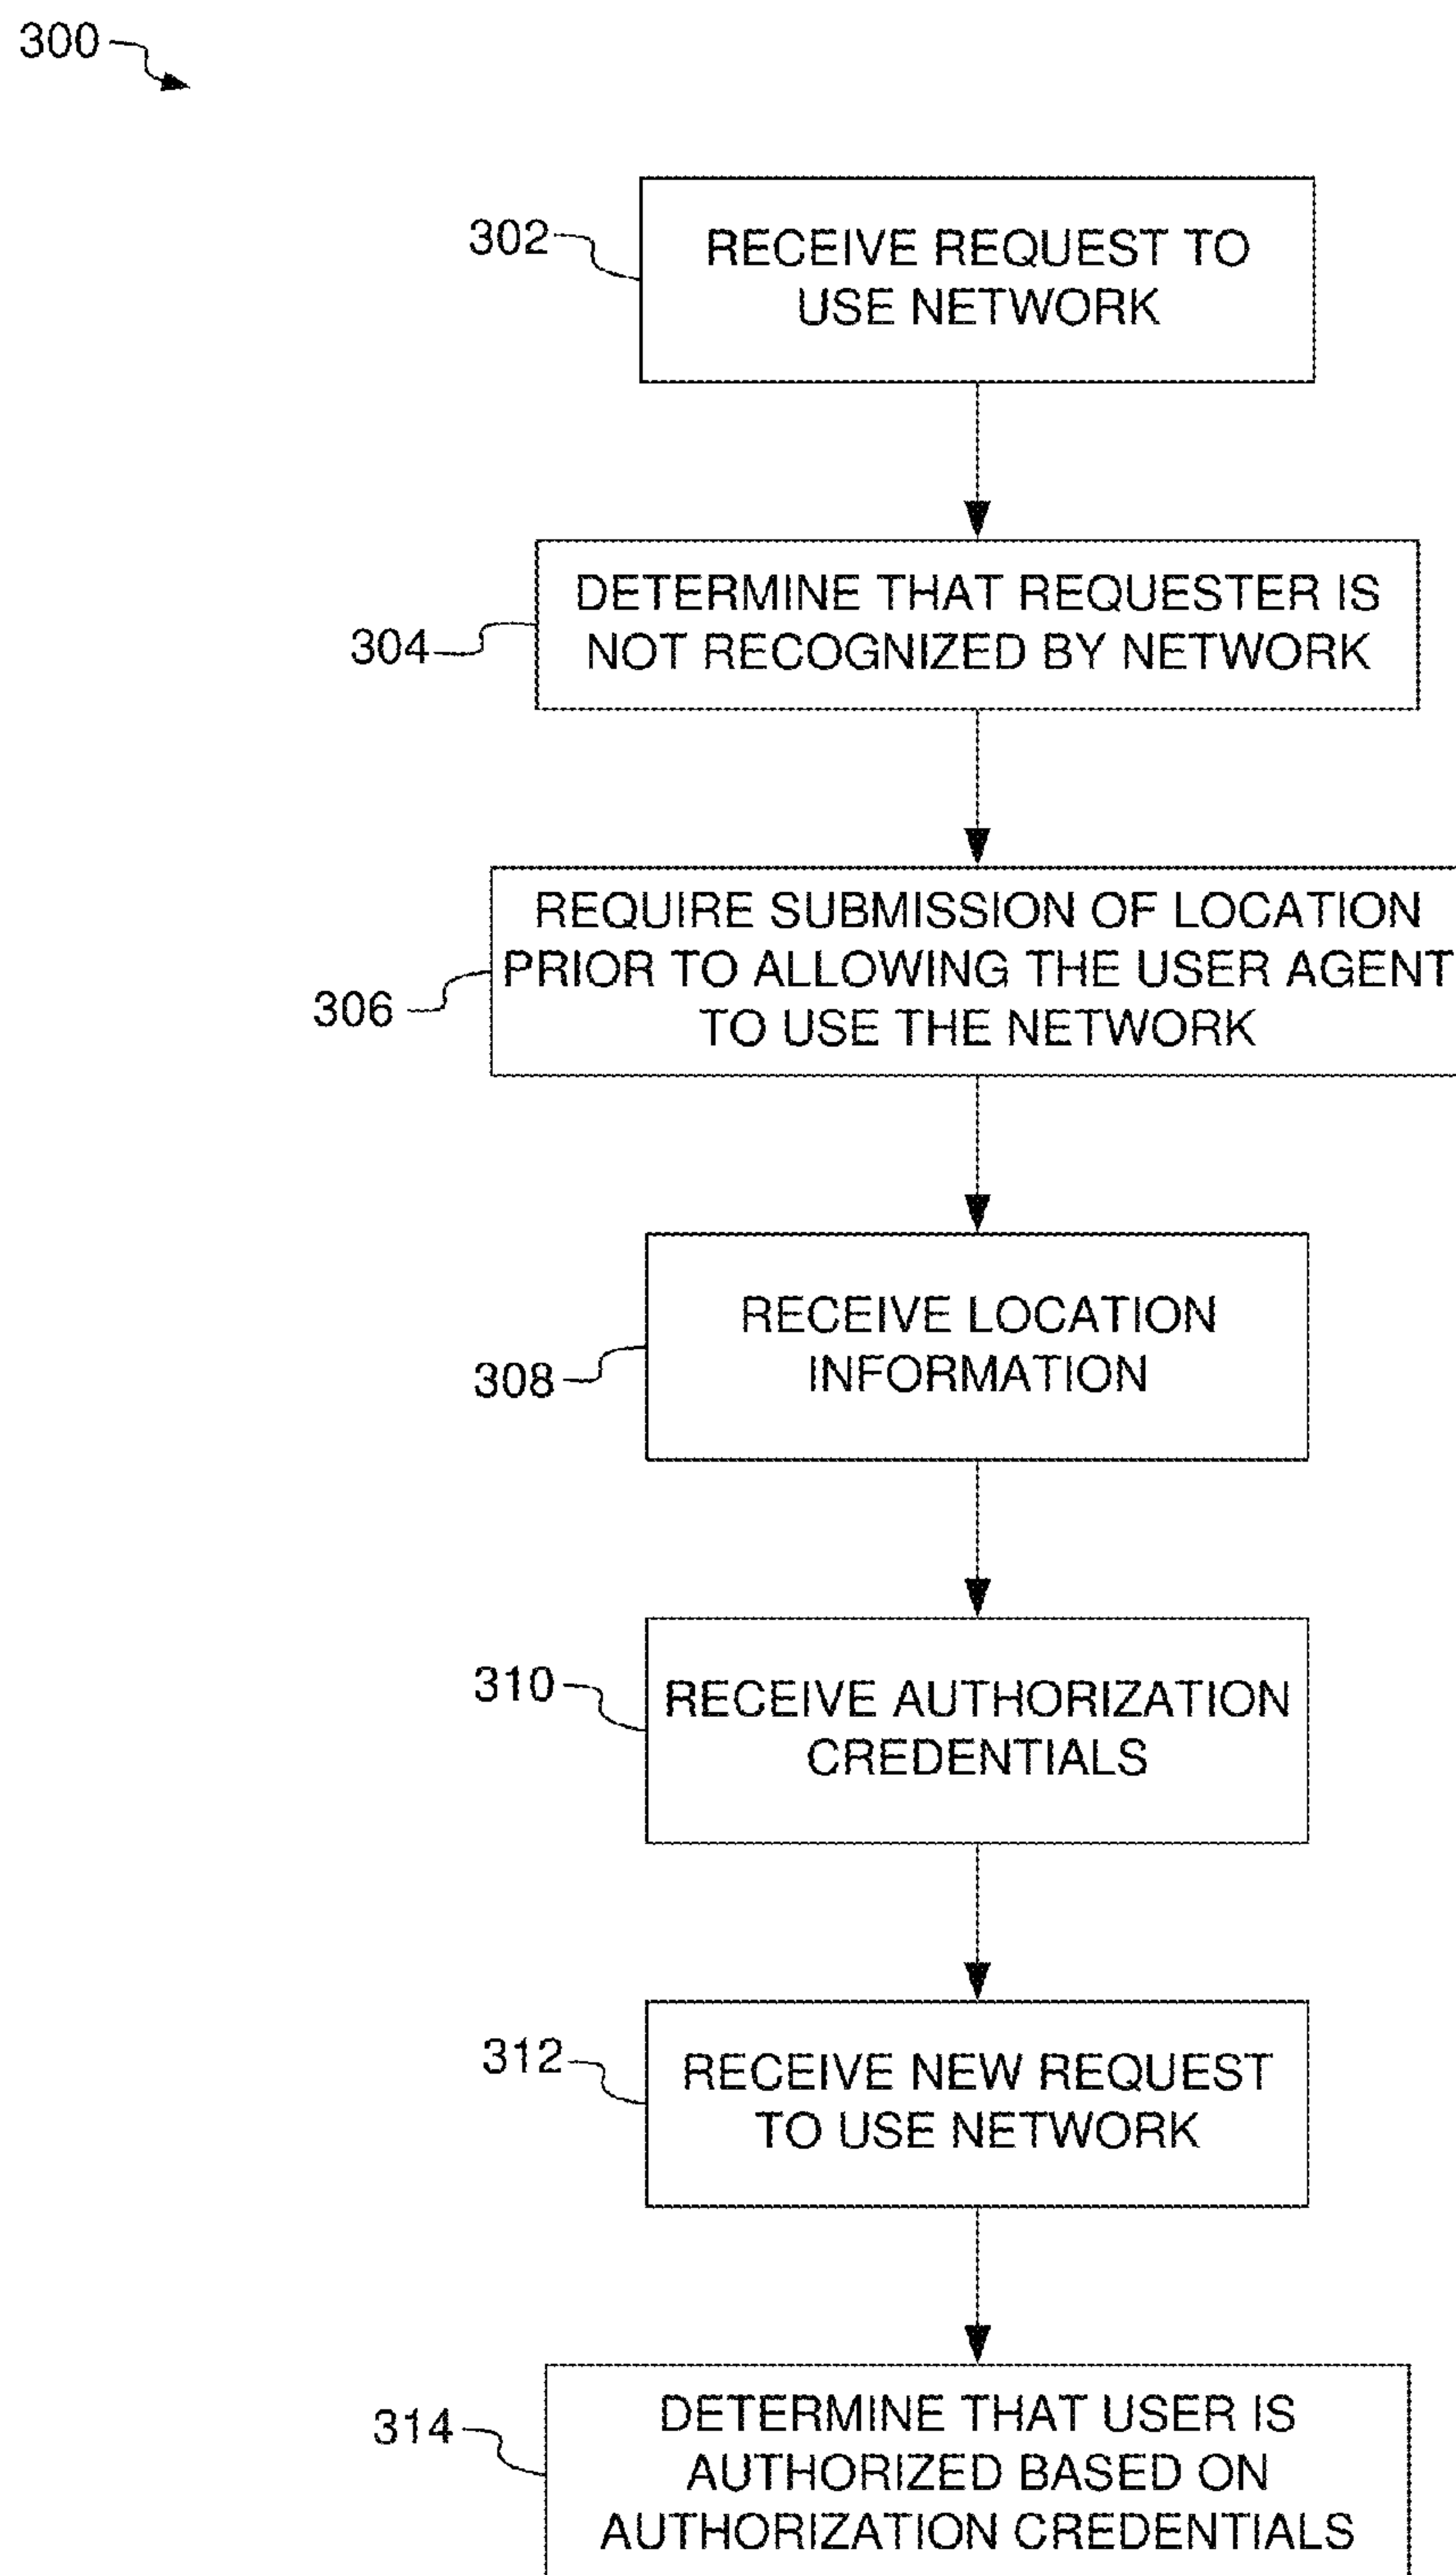 300
302
RECEIVE REQUEST TO
USE NETWORK
304
DETERMINE THAT REQUESTER IS
NOT RECOGNIZED BY NETWORK
306
REQUIRE SUBMISSION OF LOCATION
PRIOR TO ALLOWING THE USER AGENT
TO USE THE NETWORK
308
RECEIVE LOCATION
INFORMATION
310
RECEIVE AUTHORIZATION
CREDENTIALS
312
RECEIVE NEW REQUEST
TO USE NETWORK
314
DETERMINE THAT USER IS
AUTHORIZED BASED ON
AUTHORIZATION CREDENTIALS